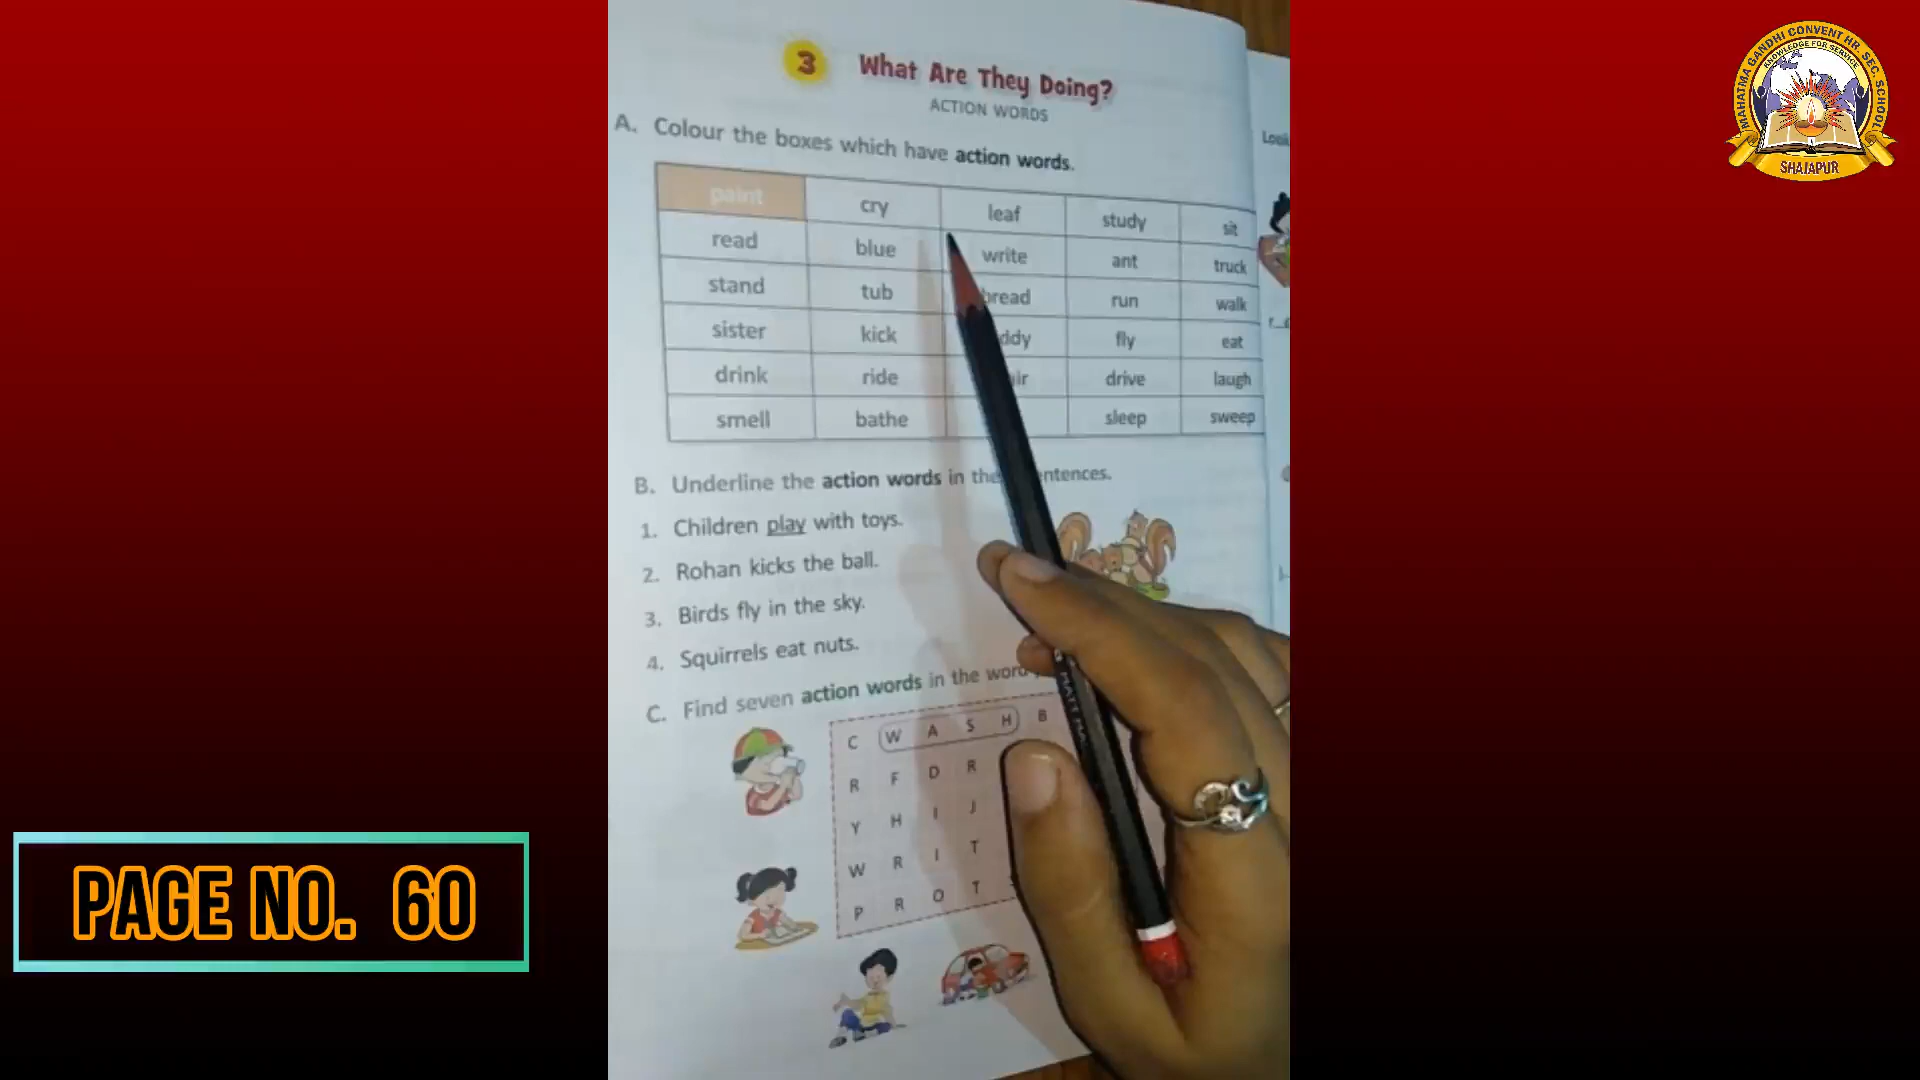 MAHATMA GANDHI CONVENT HR. SEC. SCHOOL
KNOWLEDGE FOR SERVICE
SHAJAPUR
3 What Are They Doing?
ACTION WORDS
A. Colour the boxes which have action words.
paint cry leaf study sit
read blue write ant truck
stand tub bread run walk
sister kick fly eat
drink ride drive laugh
smell bathe sleep sweep
B. Underline the action words in the sentences.
1. Children play with toys.
2. Rohan kicks the ball.
3. Birds fly in the sky.
4. Squirrels eat nuts.
C. Find seven action words in the word
C W A S H B
R F D R
Y H I J
W R I T
P R O T
PAGE NO. 60